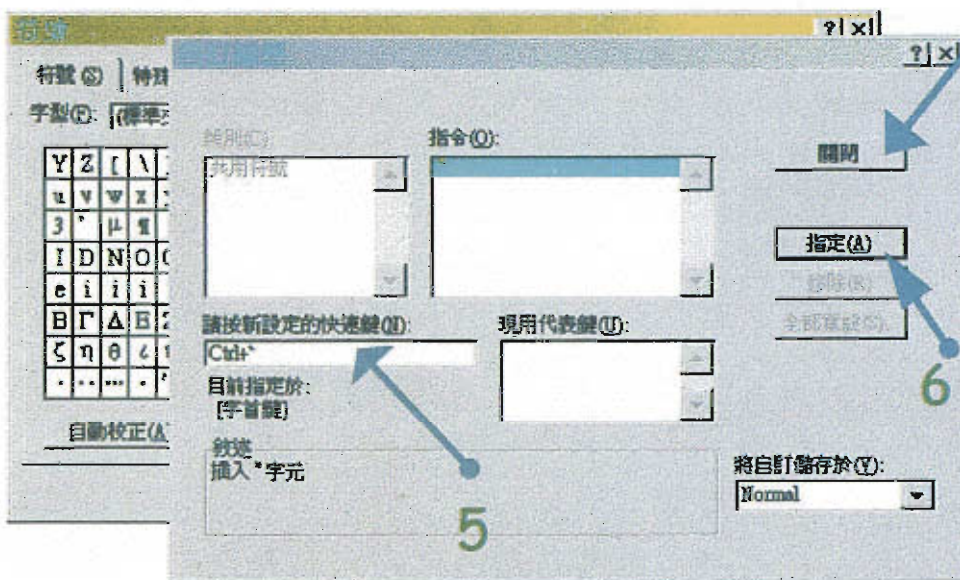 符號
? ×
? ×
符號(S)
字型(F):
Y Z [ \
u v w x
3 μ ¶
I D N O
e i i i
Β Γ Δ Ε
ζ η θ ι
自動校正(A
類別(C):
共用符號
指令(O):
關閉
指定(A)
移除(R)
全部重設(S)
請按新設定的快速鍵(N):
Ctrl+`
現用代表鍵(U):
目前指定於:
[字首鍵]
敘述
插入 字元
將自訂儲存於(Y):
Normal
5
6